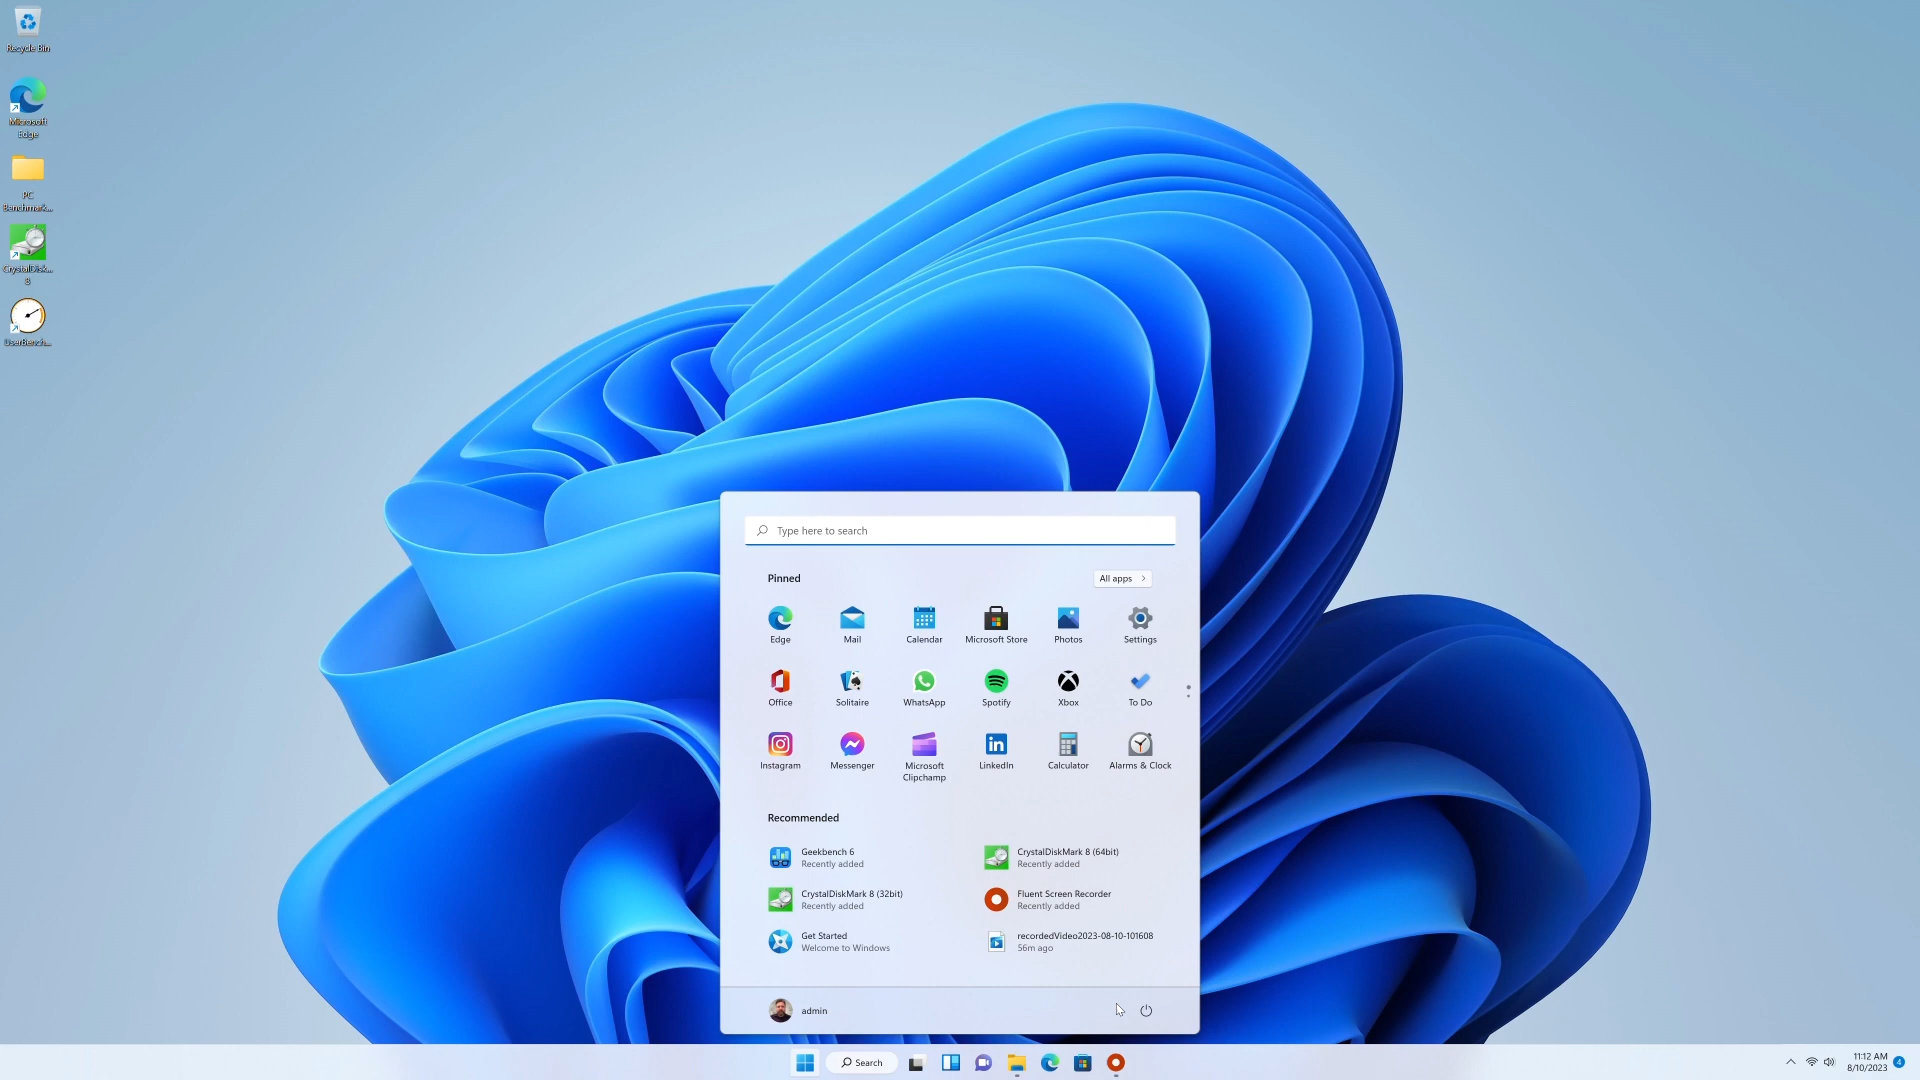 Recycle Bin
Microsoft
Edge
PC
Benchmark...
CrystalDisk...
8
UserBench...
Type here to search
Pinned
All apps
Edge
Mail
Calendar
Microsoft Store
Photos
Settings
Office
Solitaire
WhatsApp
Spotify
Xbox
To Do
Instagram
Messenger
Microsoft
Clipchamp
LinkedIn
Calculator
Alarms & Clock
Recommended
Geekbench 6
Recently added
CrystalDiskMark 8 (64bit)
Recently added
CrystalDiskMark 8 (32bit)
Recently added
Fluent Screen Recorder
Recently added
Get Started
Welcome to Windows
recordedVideo2023-08-10-101608
56m ago
admin
Search
11:12 AM
8/10/2023
4